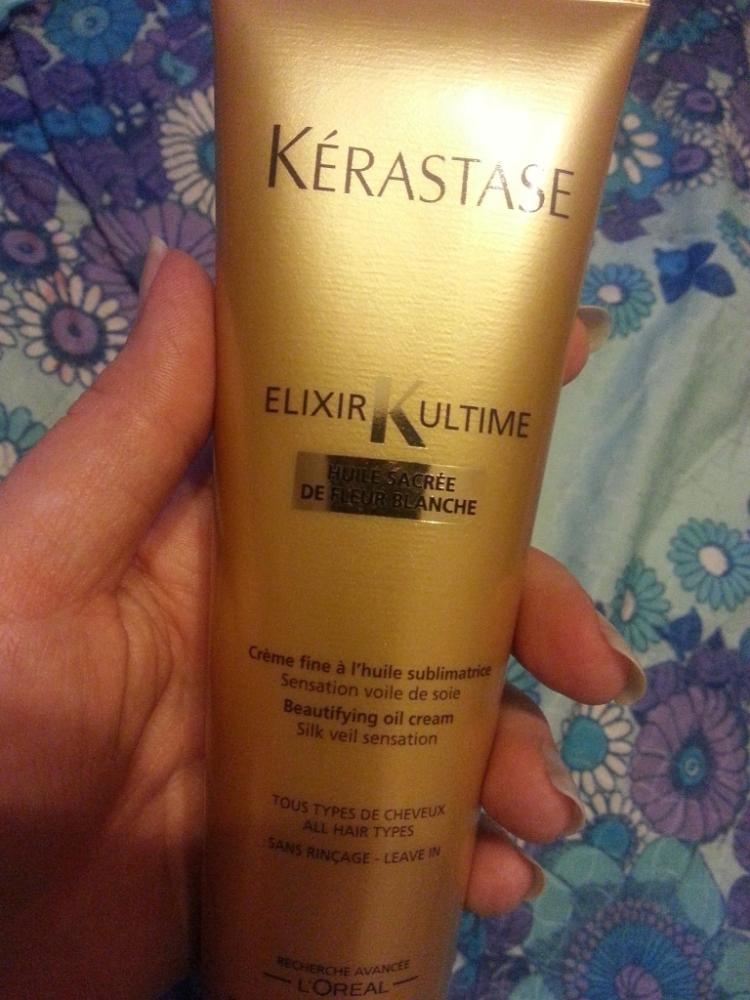 KÉRASTASE
ELIXIR K ULTIME
HUILE SACRÉE
DE FLEUR BLANCHE
Crème fine à l'huile sublimatrice
Sensation voile de soie
Beautifying oil cream
Silk veil sensation
TOUS TYPES DE CHEVEUX
ALL HAIR TYPES
SANS RINÇAGE - LEAVE IN
RECHERCHE AVANCÉE
L'ORÉAL